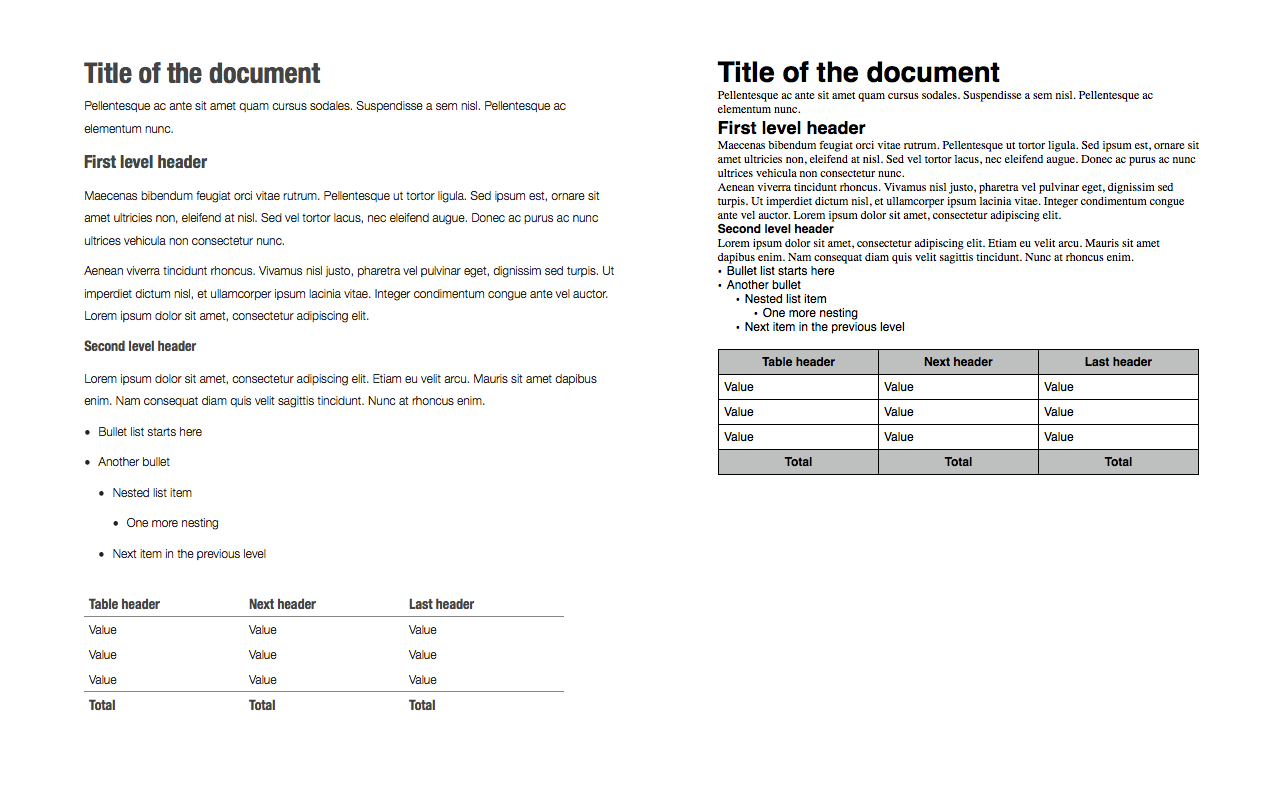 Title of the document
Pellentesque ac ante sit amet quam cursus sodales. Suspendisse a sem nisl. Pellentesque ac
elementum nunc.
First level header
Maecenas bibendum feugiat orci vitae rutrum. Pellentesque ut tortor ligula. Sed ipsum est, ornare sit
amet ultricies non, eleifend at nisl. Sed vel tortor lacus, nec eleifend augue. Donec ac purus ac nunc
ultrices vehicula non consectetur nunc.
Aenean viverra tincidunt rhoncus. Vivamus nisl justo, pharetra vel pulvinar eget, dignissim sed turpis. Ut
imperdiet dictum nisl, et ullamcorper ipsum lacinia vitae. Integer condimentum congue ante vel auctor.
Lorem ipsum dolor sit amet, consectetur adipiscing elit.
Second level header
Lorem ipsum dolor sit amet, consectetur adipiscing elit. Etiam eu velit arcu. Mauris sit amet dapibus
enim. Nam consequat diam quis velit sagittis tincidunt. Nunc at rhoncus enim.
• Bullet list starts here
• Another bullet
• Nested list item
• One more nesting
• Next item in the previous level
Table header Next header Last header
Value Value Value
Value Value Value
Value Value Value
Total Total Total
Title of the document
Pellentesque ac ante sit amet quam cursus sodales. Suspendisse a sem nisl. Pellentesque ac
elementum nunc.
First level header
Maecenas bibendum feugiat orci vitae rutrum. Pellentesque ut tortor ligula. Sed ipsum est, ornare sit
amet ultricies non, eleifend at nisl. Sed vel tortor lacus, nec eleifend augue. Donec ac purus ac nunc
ultrices vehicula non consectetur nunc.
Aenean viverra tincidunt rhoncus. Vivamus nisl justo, pharetra vel pulvinar eget, dignissim sed
turpis. Ut imperdiet dictum nisl, et ullamcorper ipsum lacinia vitae. Integer condimentum congue
ante vel auctor. Lorem ipsum dolor sit amet, consectetur adipiscing elit.
Second level header
Lorem ipsum dolor sit amet, consectetur adipiscing elit. Etiam eu velit arcu. Mauris sit amet
dapibus enim. Nam consequat diam quis velit sagittis tincidunt. Nunc at rhoncus enim.
• Bullet list starts here
• Another bullet
• Nested list item
• One more nesting
• Next item in the previous level
Table header Next header Last header
Value Value Value
Value Value Value
Value Value Value
Total Total Total